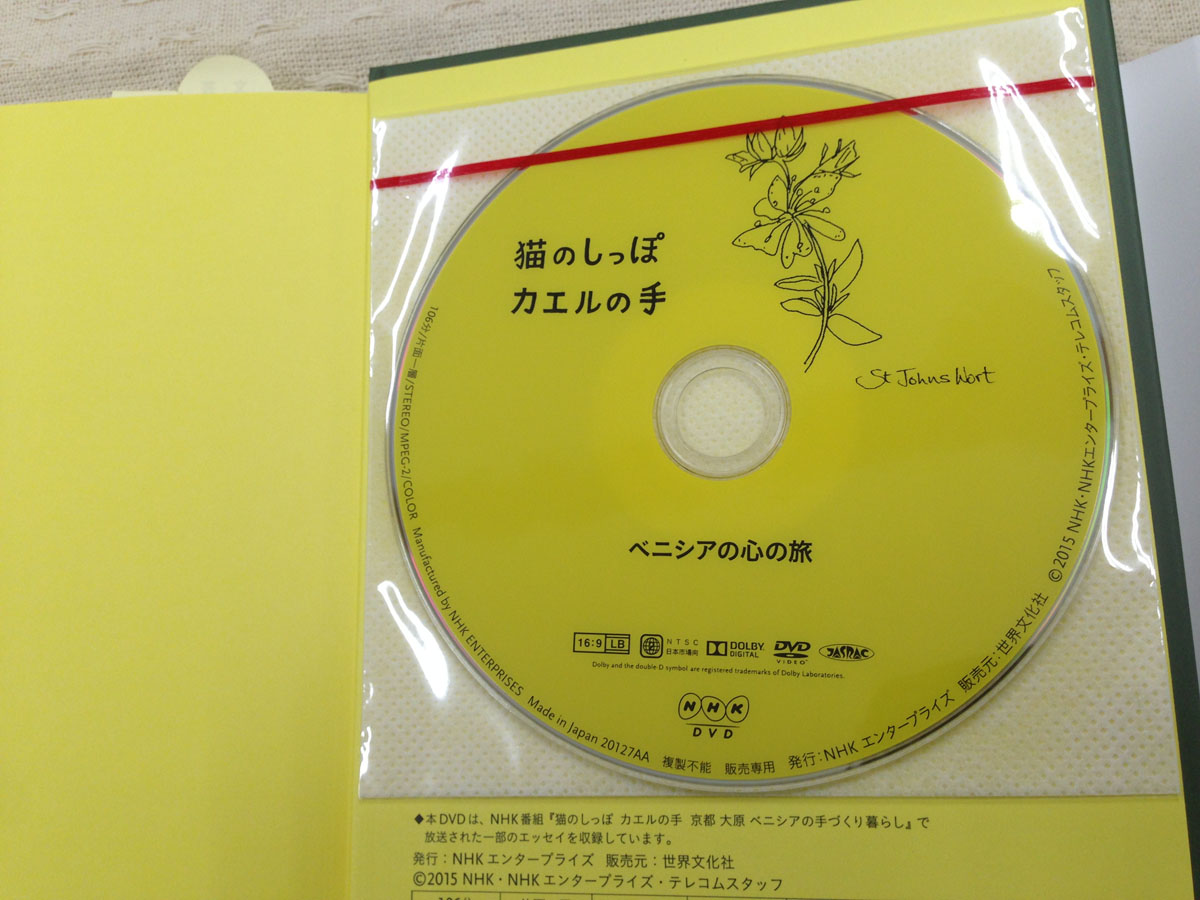 猫のしっぽ
カエルの手
St Johns Wort
ベニシアの心の旅
16:9 LB
2
NTSC
日本市場向
DOLBY
DIGITAL
DVD
VIDEO
JASRAC
Dolby and the double-D symbol are registered trademarks of Dolby Laboratories.
NHK
DVD
106分/片面一層/STEREO/MPEG-2/COLOR Manufactured by NHK ENTERPRISES Made in Japan 20127AA 複製不能 販売専用 発行:NHKエンタープライズ 販売元:世界文化社 ©2015 NHK・NHKエンタープライズ・テレコムスタッフ
◆本DVDは、NHK番組『猫のしっぽ カエルの手 京都 大原 ベニシアの手づくり暮らし』で
放送された一部のエッセイを収録しています。
発行:NHKエンタープライズ 販売元:世界文化社
©2015 NHK・NHKエンタープライズ・テレコムスタッフ